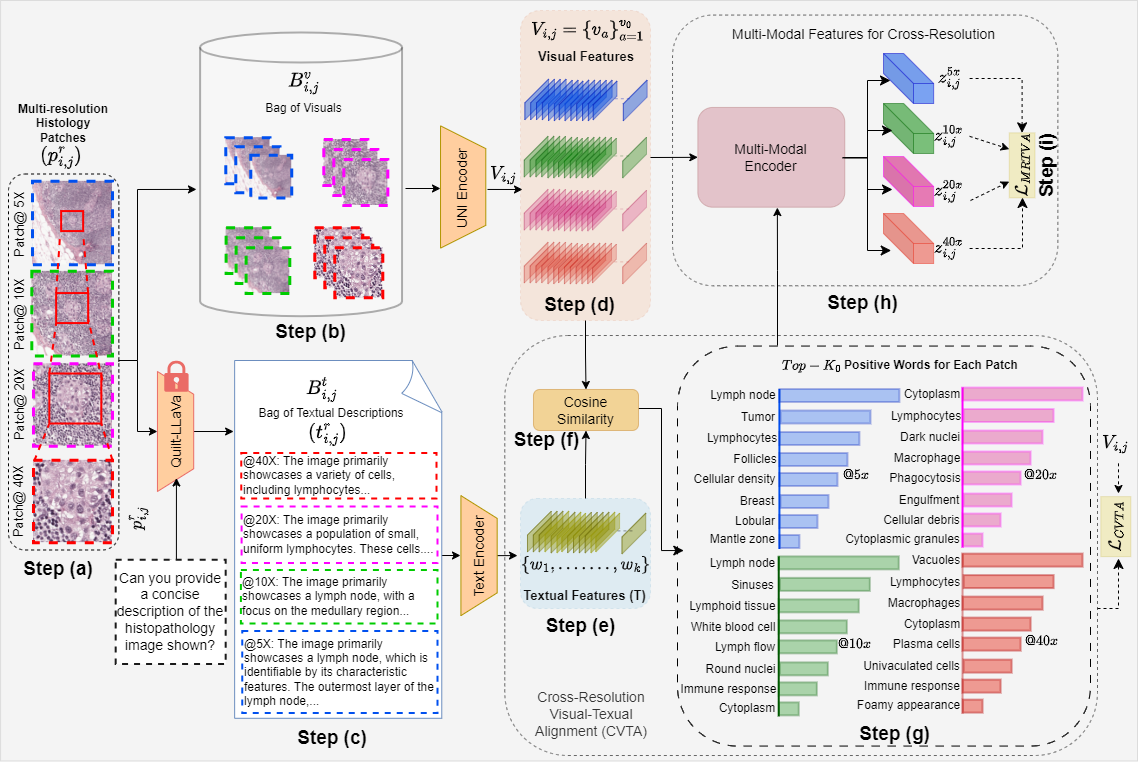 Multi-resolution
Histology
Patches
(p^r_{i,j})
Patch@ 5X
Patch@ 10X
Patch@ 20X
Patch@ 40X
Step (a)
B^v_{i,j}
Bag of Visuals
Step (b)
UNI Encoder
V_{i,j}
V_{i,j} = {v_a}^{v_0}_{a=1}
Visual Features
Step (d)
Multi-Modal Features for Cross-Resolution
Multi-Modal
Encoder
z^{5x}_{i,j}
z^{10x}_{i,j}
z^{20x}_{i,j}
z^{40x}_{i,j}
L_{MRTVA}
Step (i)
Step (h)
Quilt-LLaVa
p^r_{i,j}
Can you provide
a concise
description of the
histopathology
image shown?
B^t_{i,j}
Bag of Textual Descriptions
(t^r_{i,j})
@40X: The image primarily
showcases a variety of cells,
including lymphocytes...
@20X: The image primarily
showcases a population of small,
uniform lymphocytes. These cells....
@10X: The image primarily
showcases a lymph node, with a
focus on the medullary region...
@5X: The image primarily
showcases a lymph node, which is
identifiable by its characteristic
features. The outermost layer of the
lymph node,...
Step (c)
Text Encoder
Cosine
Similarity
Step (f)
{w_1, ......., w_k}
Textual Features (T)
Step (e)
Cross-Resolution
Visual-Texual
Alignment (CVTA)
Top − K_0 Positive Words for Each Patch
Lymph node
Tumor
Lymphocytes
Follicles
Cellular density
@5x
Breast
Lobular
Mantle zone
Cytoplasm
Lymphocytes
Dark nuclei
Macrophage
Phagocytosis
@20x
Engulfment
Cellular debris
Cytoplasmic granules
Lymph node
Sinuses
Lymphoid tissue
White blood cell
Lymph flow
@10x
Round nuclei
Immune response
Cytoplasm
Vacuoles
Lymphocytes
Macrophages
Cytoplasm
Plasma cells
@40x
Univaculated cells
Immune response
Foamy appearance
Step (g)
V_{i,j}
L_{CVTA}